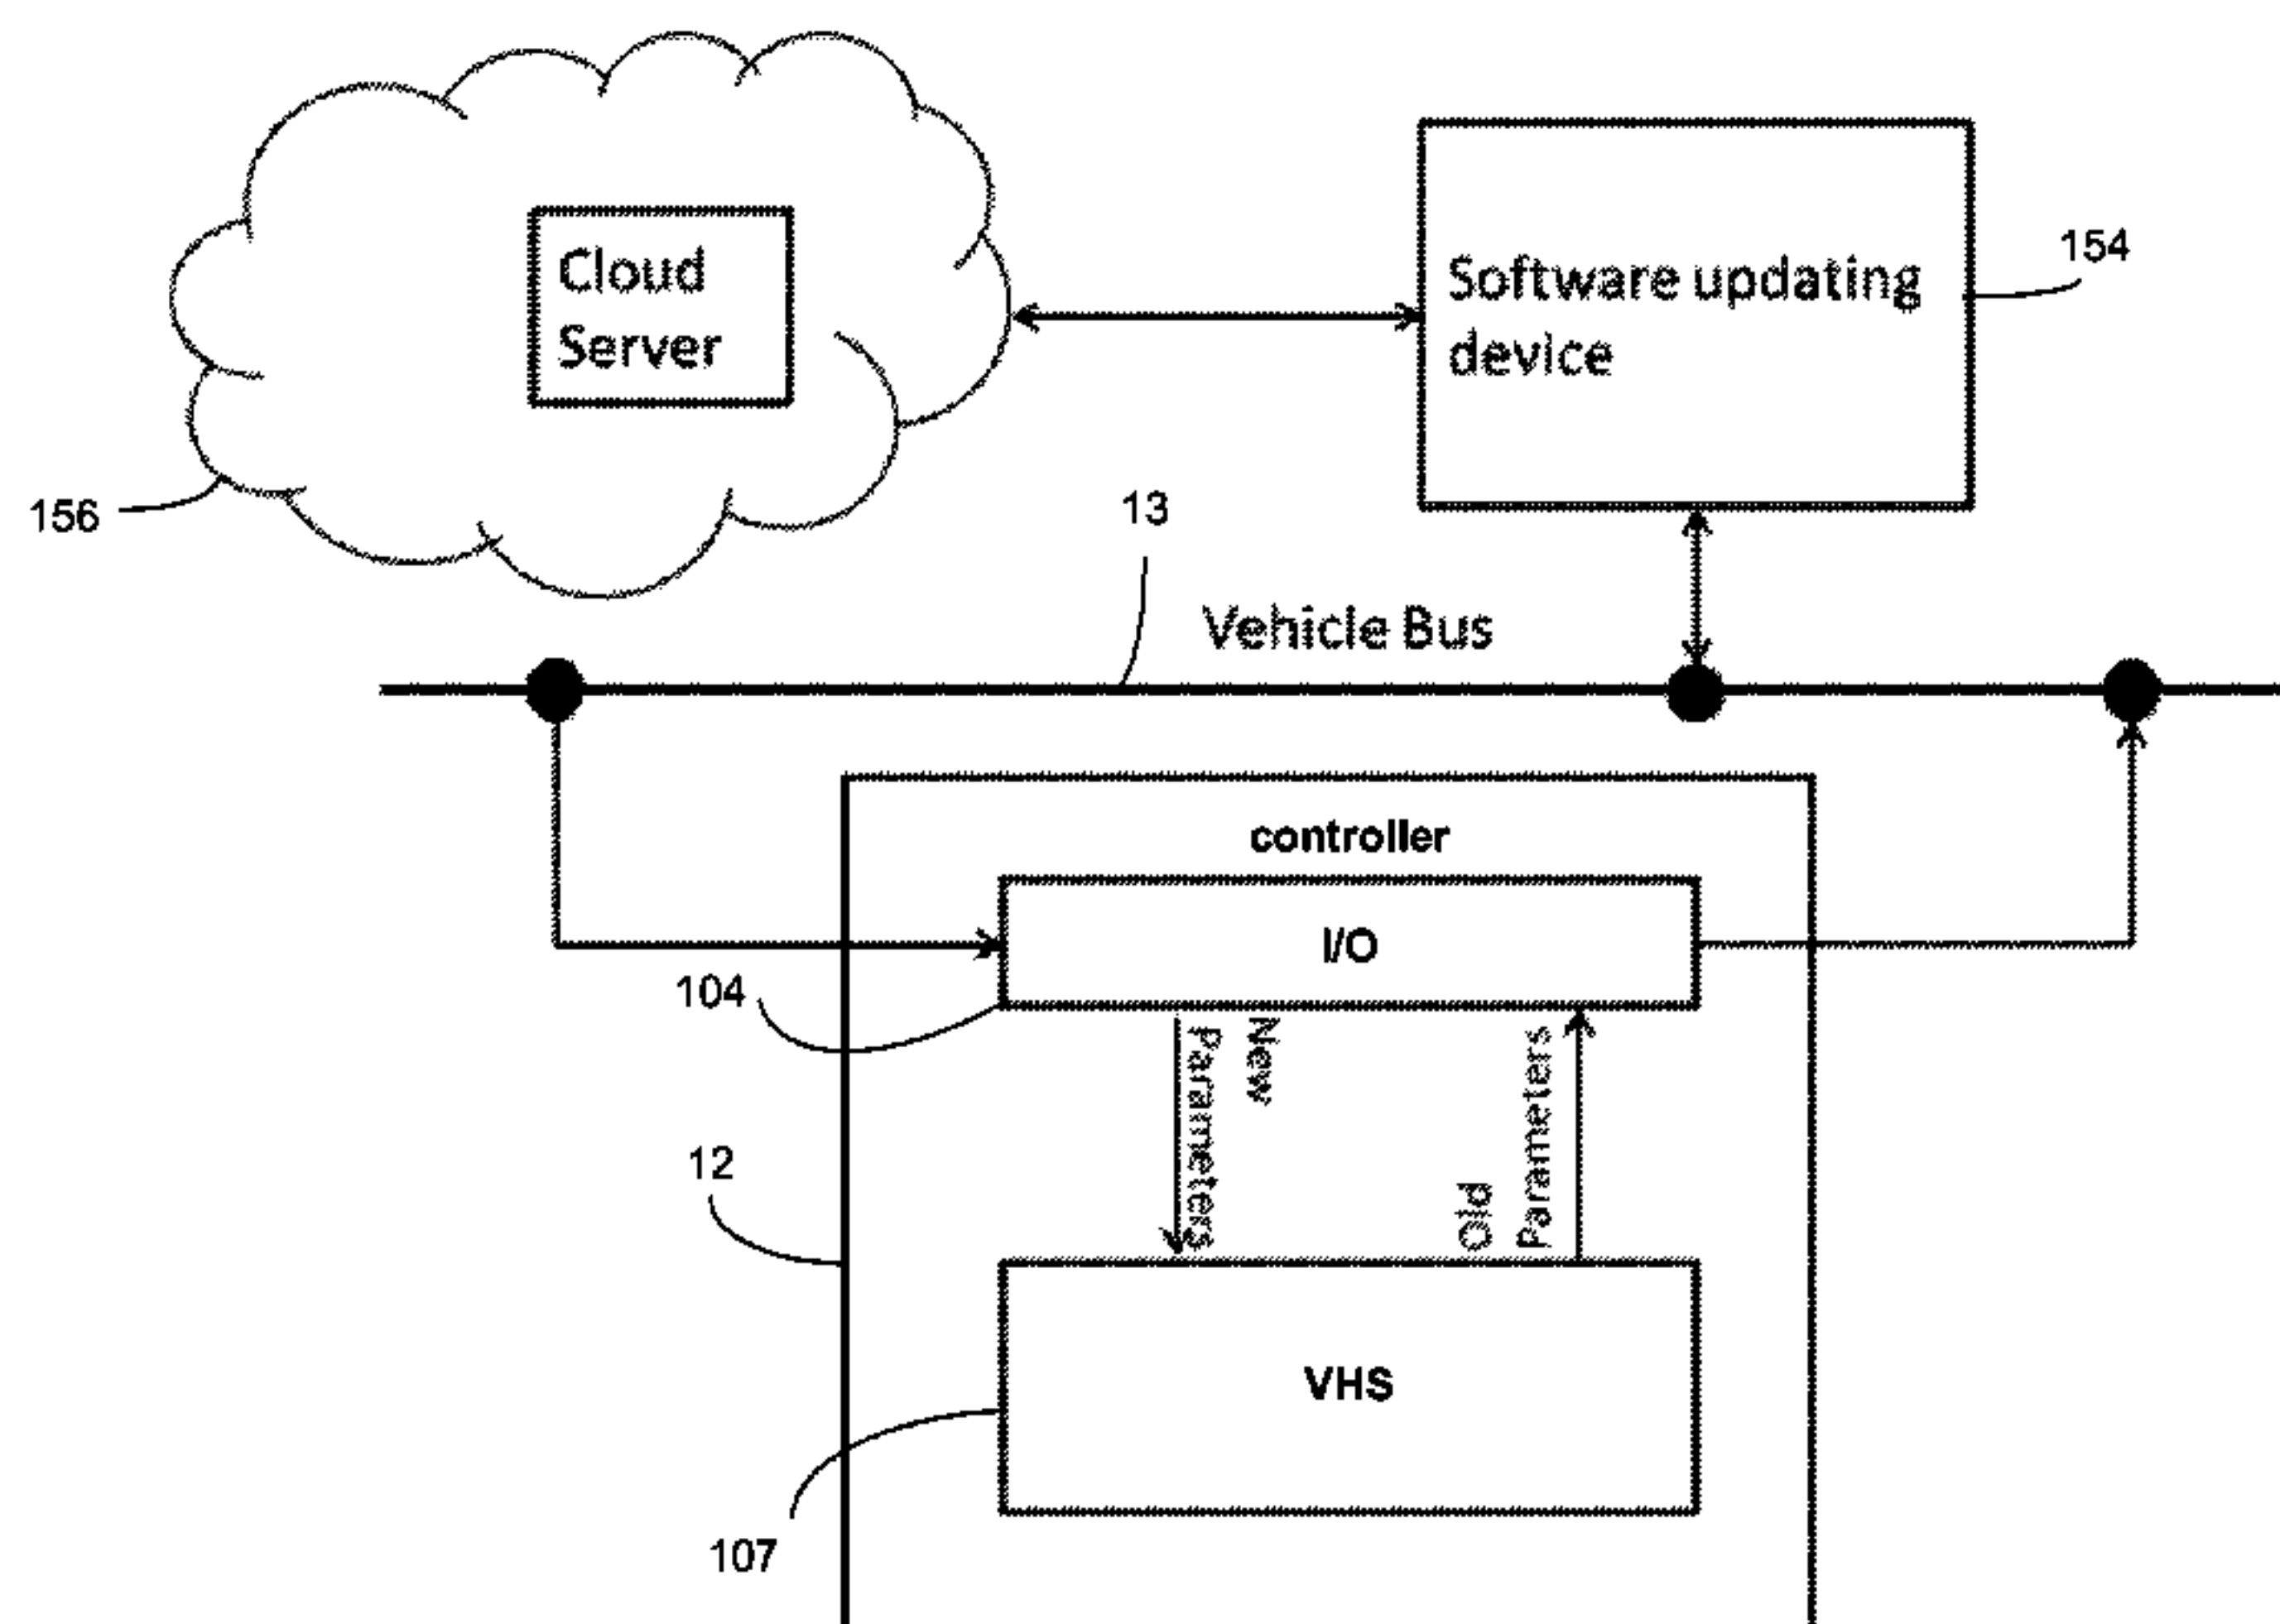 Cloud
Server
Software updating
device
154
156
13
Vehicle Bus
controller
I/O
104
New
Parameters
Old
Parameters
12
VHS
107